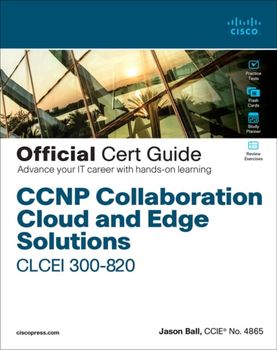 CISCO
Practice
Tests
Flash
Cards
Study
Planner
Review
Exercises
Official Cert Guide
Advance your IT career with hands-on learning
CCNP Collaboration
Cloud and Edge
Solutions
CLCEI 300-820
ciscopress.com
Jason Ball, CCIE® No. 4865